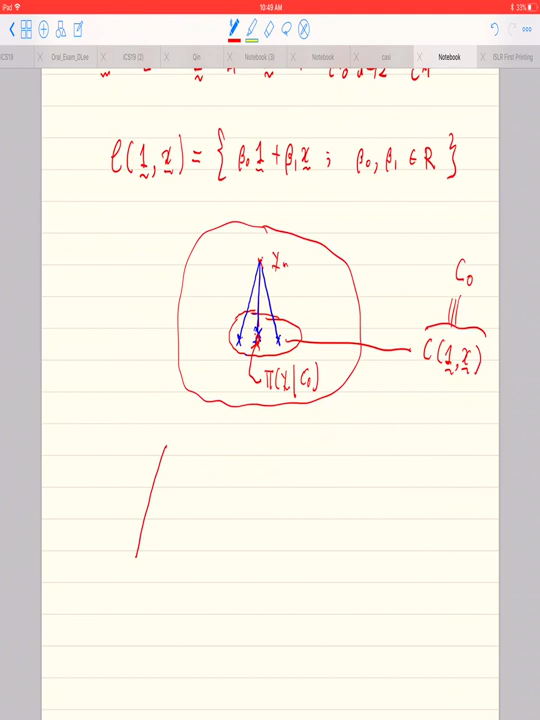 iPad 10:49 AM 33%
ICS19 Oral_Exam_DLee ICS19 (2) Qin Notebook (3) Notebook casi Notebook ISLR First Printing
ℓ(1, x) = { β₀ 1 + β₁ x ; β₀, β₁ ∈ R }
Y
C₀
C(1, x)
Π(Y | C₀)